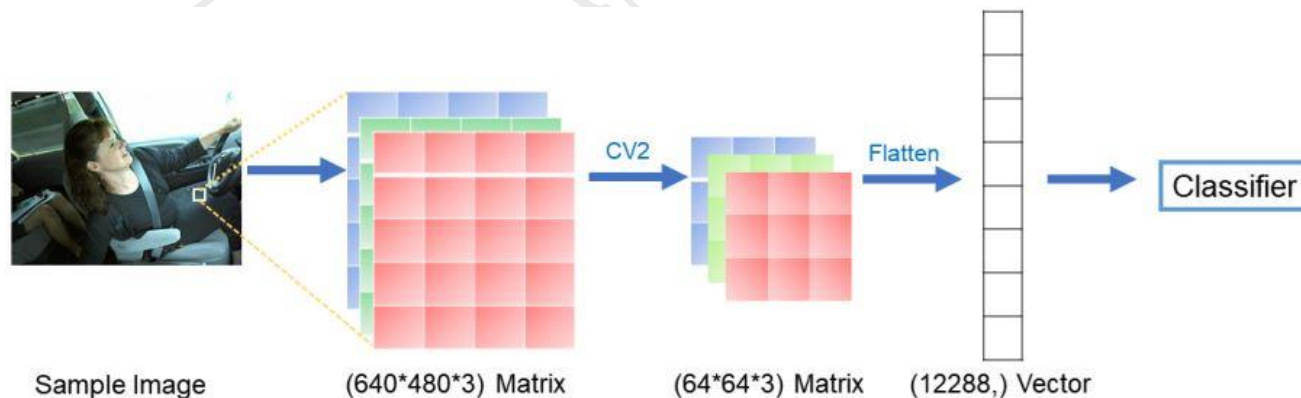 CV2
Flatten
Classifier
Sample Image
(640*480*3) Matrix
(64*64*3) Matrix
(12288,) Vector